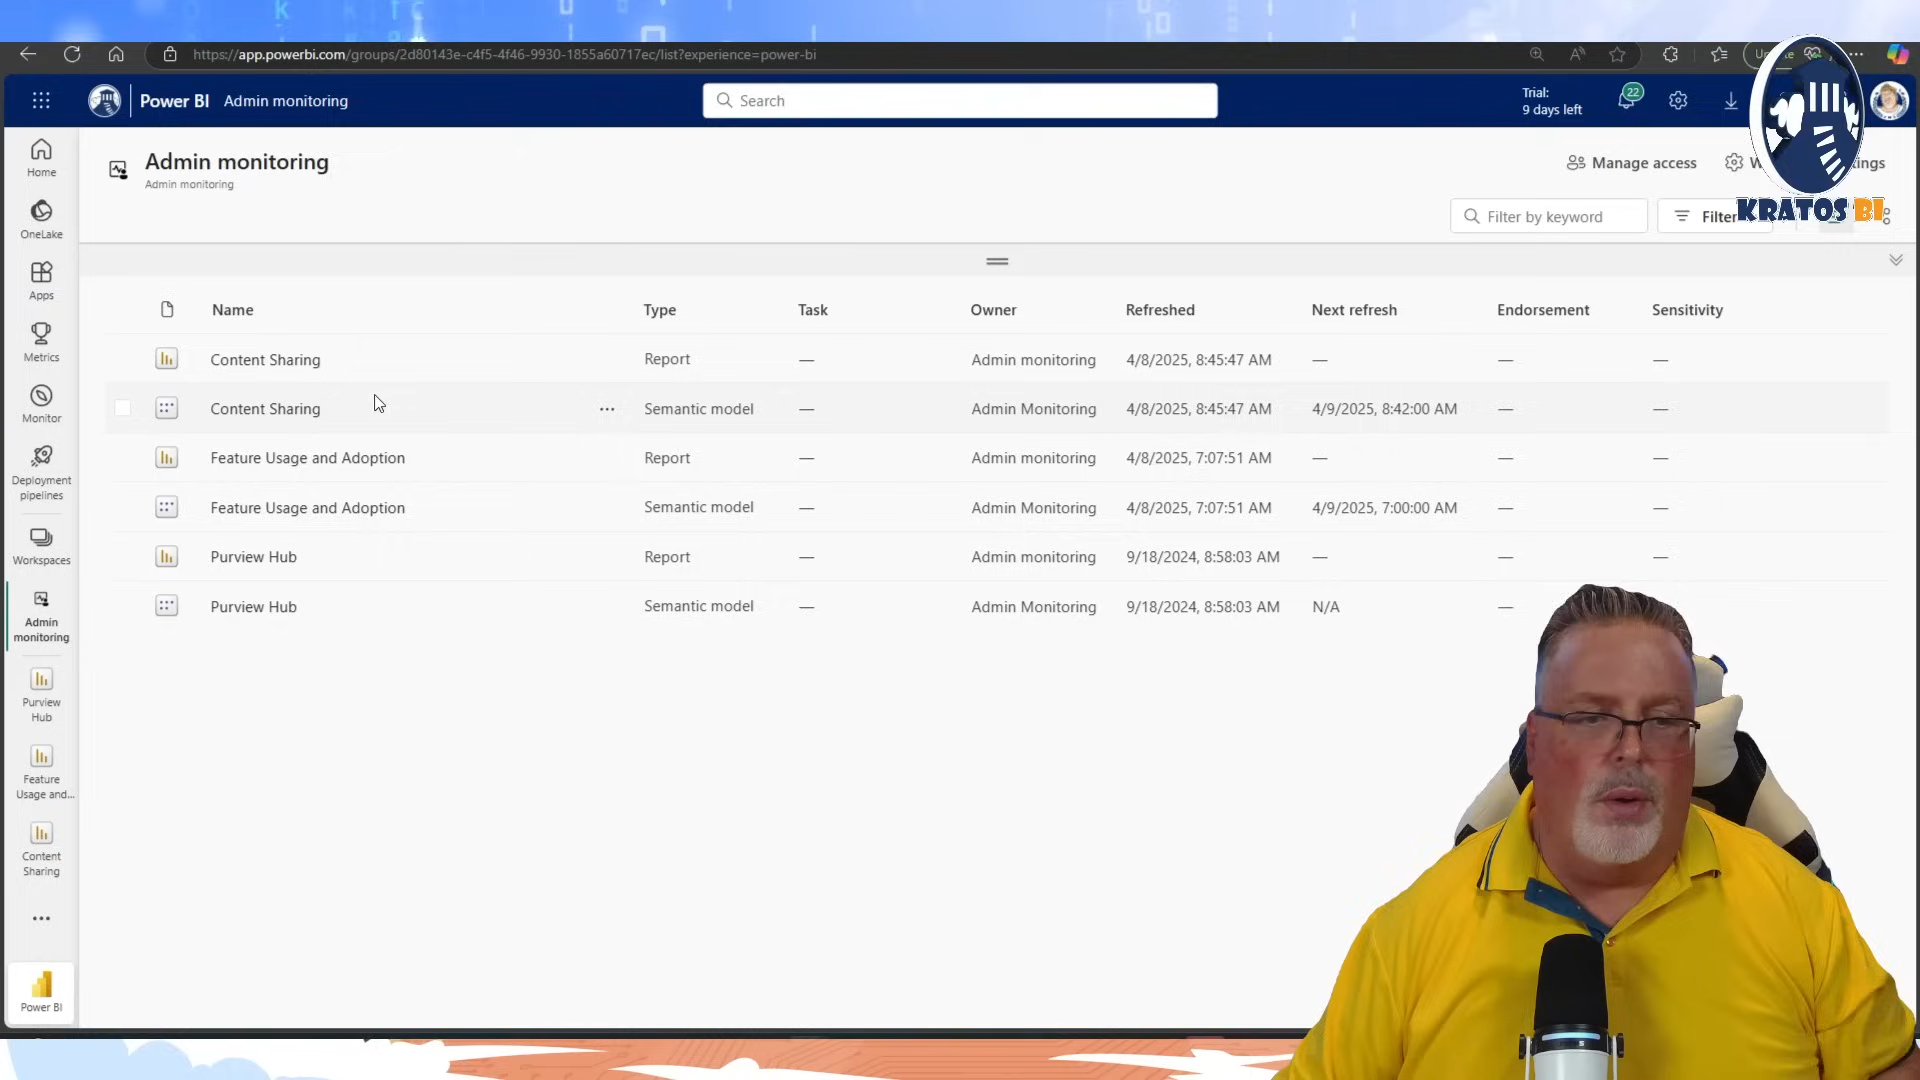 https://app.powerbi.com/groups/2d80143e-c4f5-4f46-9930-1855a60717ec/list?experience=power-bi
Power BI Admin monitoring
Search
Trial:
9 days left
22
Home
OneLake
Apps
Metrics
Monitor
Deployment
pipelines
Workspaces
Admin
monitoring
Purview
Hub
Feature
Usage and...
Content
Sharing
Power BI
Admin monitoring
Admin monitoring
Manage access
Filter by keyword
Filter
KRATOS BI
Name Type Task Owner Refreshed Next refresh Endorsement Sensitivity
Content Sharing Report — Admin monitoring 4/8/2025, 8:45:47 AM — — —
Content Sharing ... Semantic model — Admin Monitoring 4/8/2025, 8:45:47 AM 4/9/2025, 8:42:00 AM — —
Feature Usage and Adoption Report — Admin monitoring 4/8/2025, 7:07:51 AM — — —
Feature Usage and Adoption Semantic model — Admin Monitoring 4/8/2025, 7:07:51 AM 4/9/2025, 7:00:00 AM — —
Purview Hub Report — Admin monitoring 9/18/2024, 8:58:03 AM — — —
Purview Hub Semantic model — Admin Monitoring 9/18/2024, 8:58:03 AM N/A —